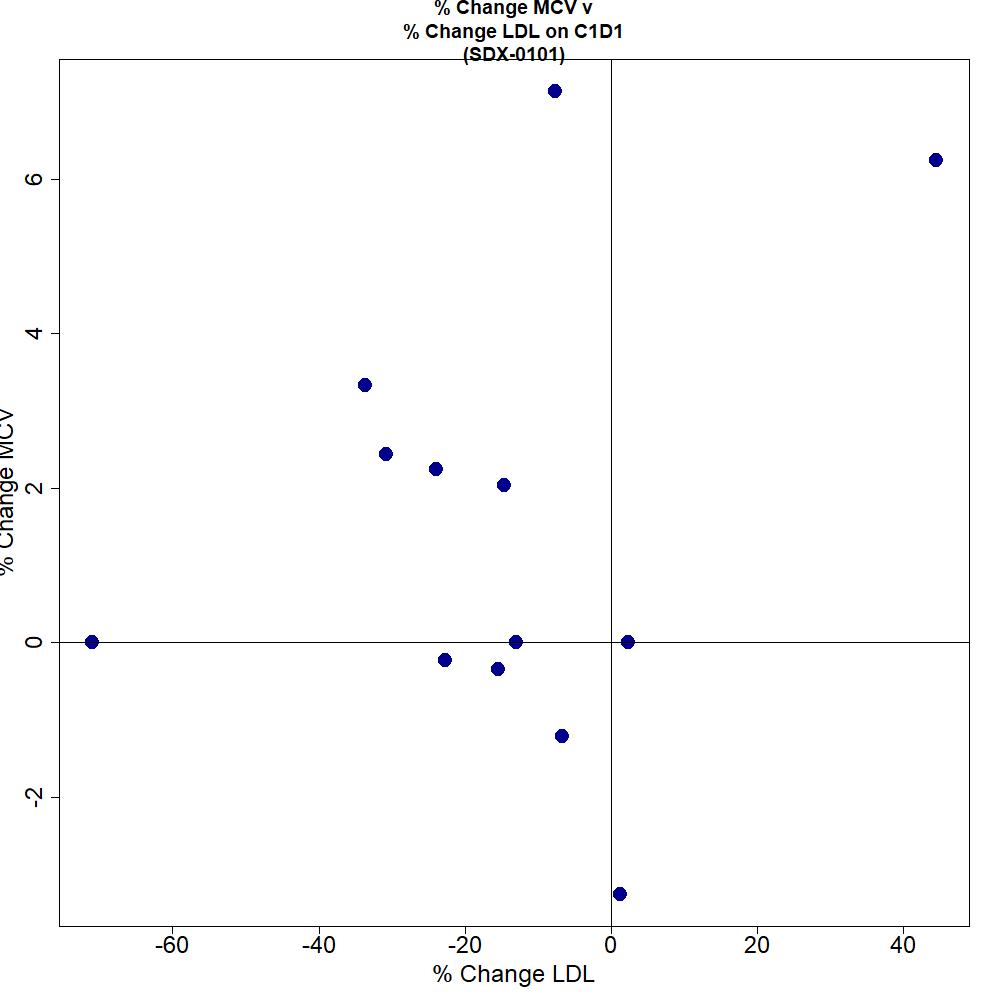 % Change MCV v
% Change LDL on C1D1
(SDX-0101)
% Change MCV
6
4
2
0
-2
-60 -40 -20 0 20 40
% Change LDL